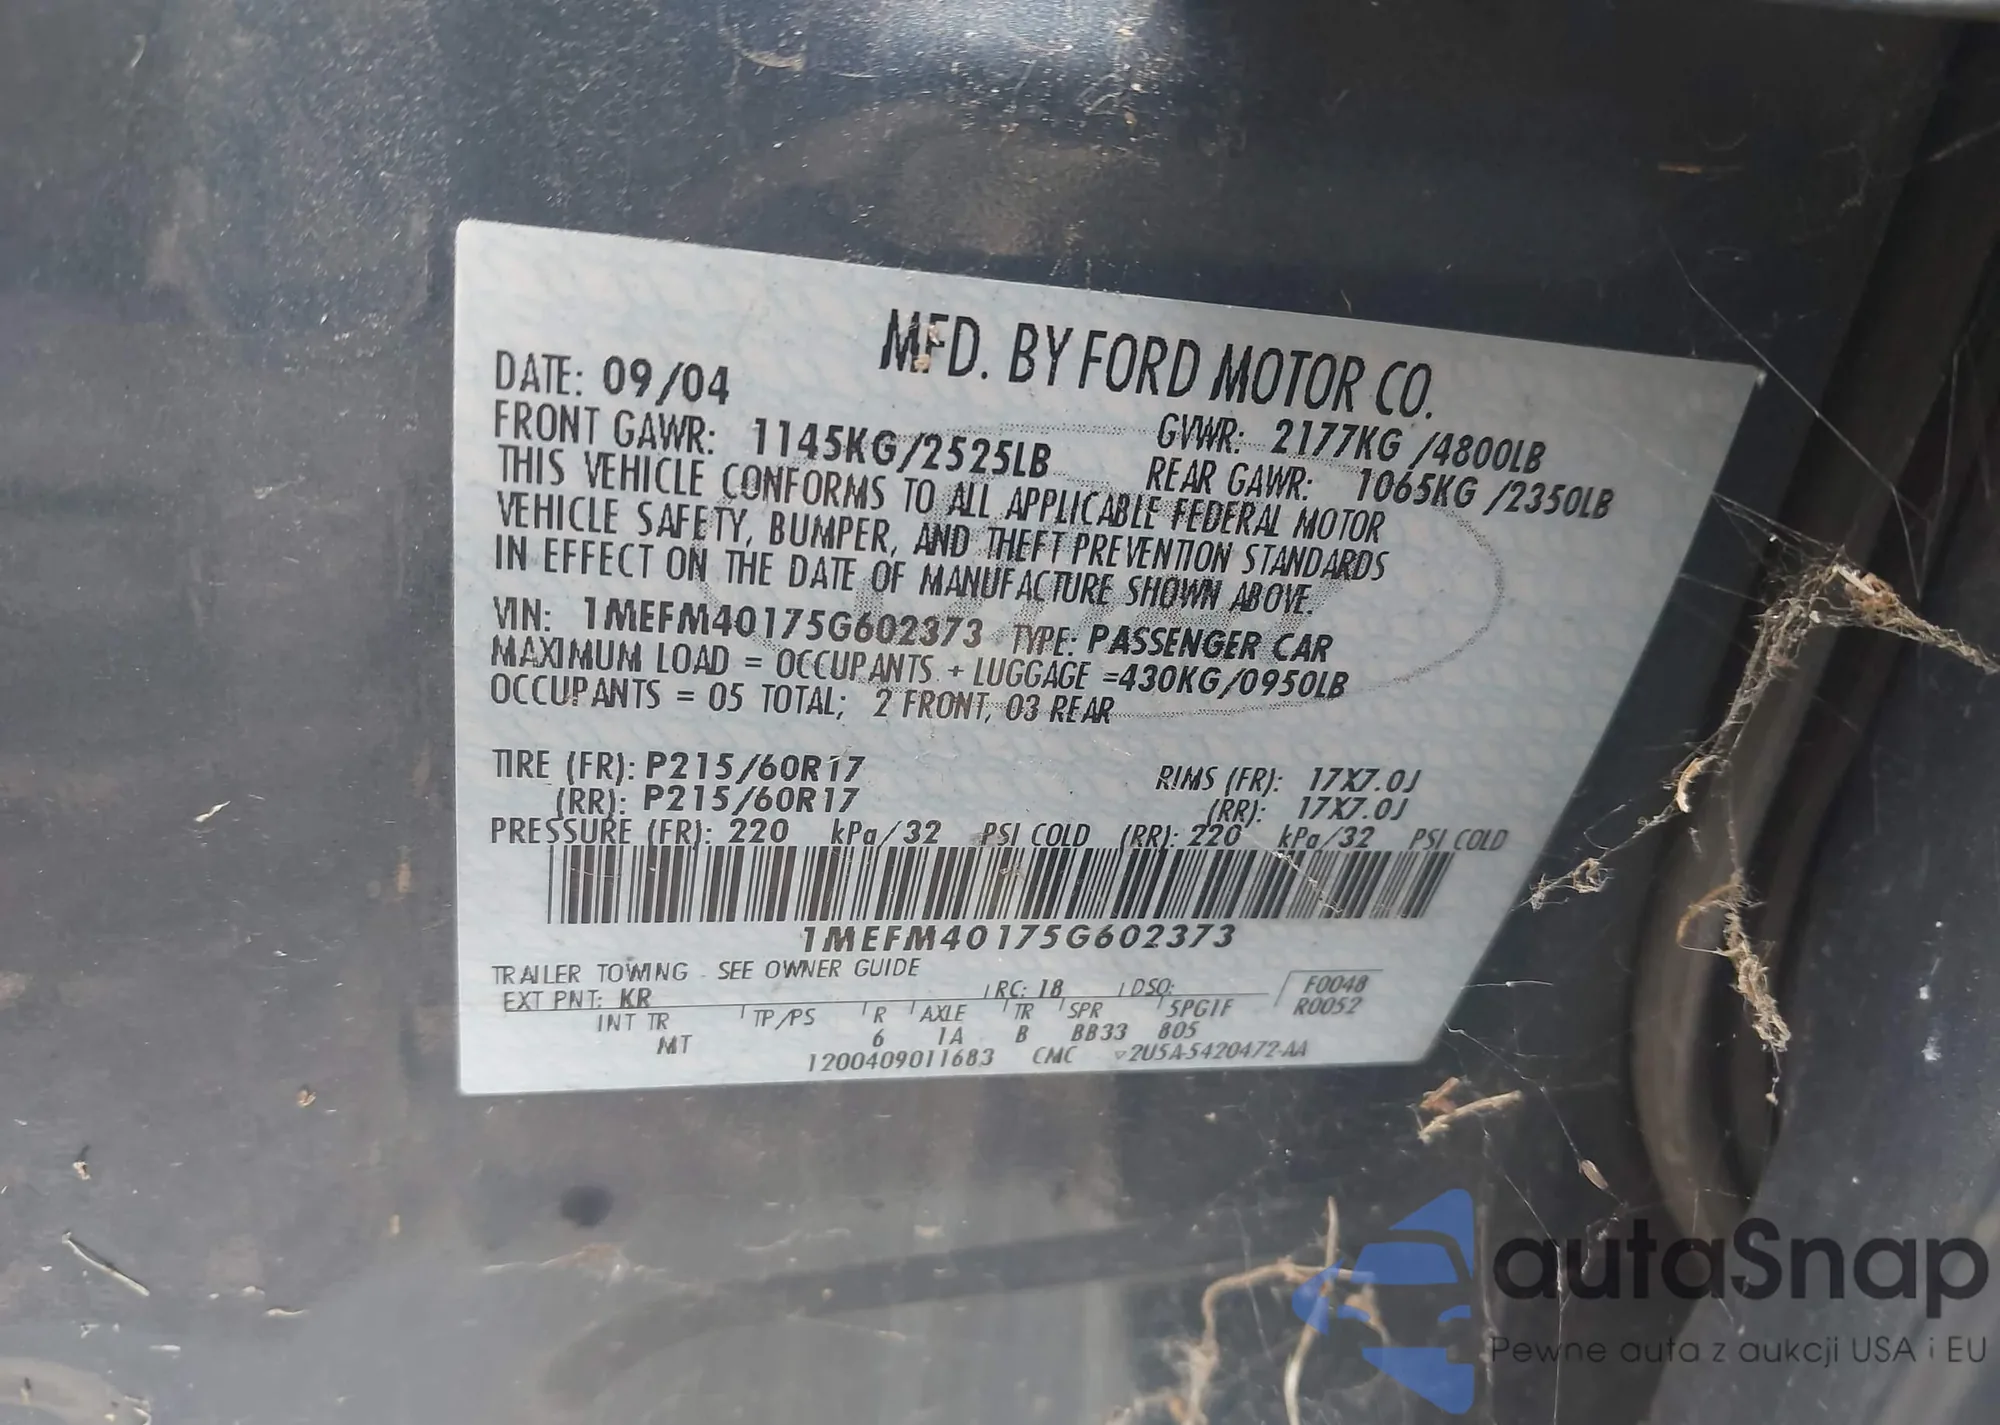 MFD. BY FORD MOTOR CO.
DATE: 09/04
GVWR: 2177KG /4800LB
FRONT GAWR: 1145KG/2525LB
REAR GAWR: 1065KG /2350LB
THIS VEHICLE CONFORMS TO ALL APPLICABLE FEDERAL MOTOR
VEHICLE SAFETY, BUMPER, AND THEFT PREVENTION STANDARDS
IN EFFECT ON THE DATE OF MANUFACTURE SHOWN ABOVE.
VIN: 1MEFM40175G602373 TYPE: PASSENGER CAR
MAXIMUM LOAD = OCCUPANTS + LUGGAGE =430KG/0950LB
OCCUPANTS = 05 TOTAL; 2 FRONT, 03 REAR
TIRE (FR): P215/60R17 RIMS (FR): 17X7.0J
(RR): P215/60R17 (RR): 17X7.0J
PRESSURE (FR): 220 kPa/32 PSI COLD (RR): 220 kPa/32 PSI COLD
1MEFM40175G602373
TRAILER TOWING - SEE OWNER GUIDE
EXT PNT: KR RC: 18 DSO: F0048
R0052
INT TR TP/PS R AXLE TR SPR 5PG1F
MT 6 1A B BB33 805
1200409011683 CMC ▽2U5A-5420472-AA
autaSnap
Pewne auta z aukcji USA i EU